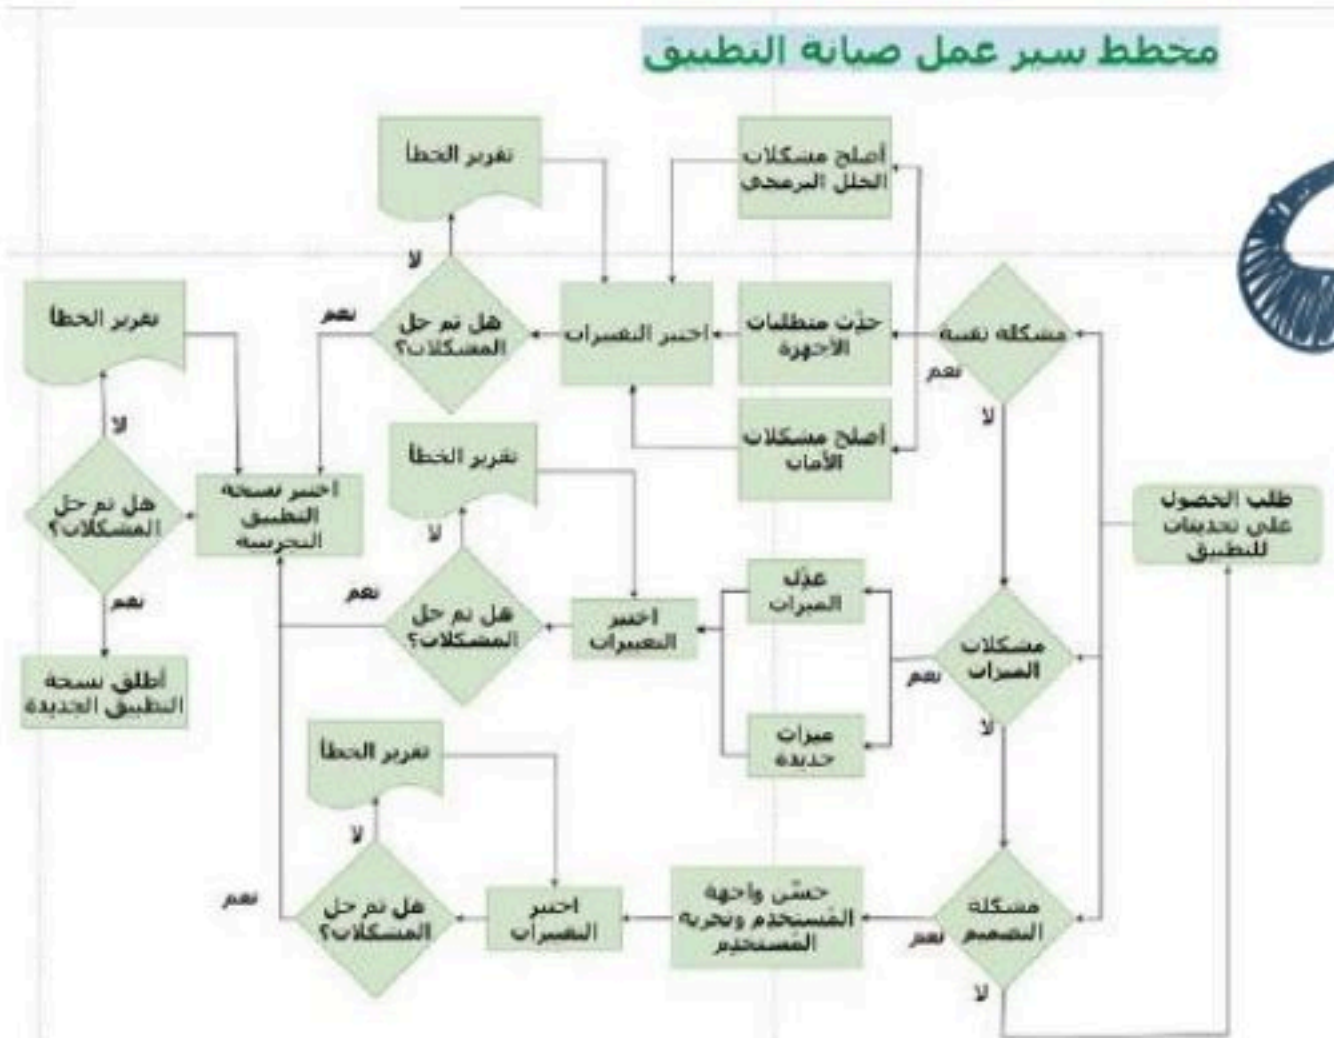 مخطط سير عمل صيانة التطبيق
طلب الحصول
على تحديثات
للتطبيق
مشكلة تقنية
نعم
لا
أصلح مشكلات
الخلل البرمجي
حدّث متطلبات
الأجهزة
أصلح مشكلات
الأمان
اختبر التغييرات
هل تم حل
المشكلات؟
لا
نعم
تقرير الخطأ
مشكلات
الميزات
نعم
لا
عدّل
الميزات
ميزات
جديدة
اختبر
التغييرات
هل تم حل
المشكلات؟
لا
نعم
تقرير الخطأ
مشكلة
التصميم
نعم
لا
حسّن واجهة
المُستخدِم وتجربة
المُستخدِم
اختبر
التغييرات
هل تم حل
المشكلات؟
لا
نعم
تقرير الخطأ
اختبر نسخة
التطبيق
التجريبية
هل تم حل
المشكلات؟
لا
نعم
تقرير الخطأ
أطلق نسخة
التطبيق الجديدة